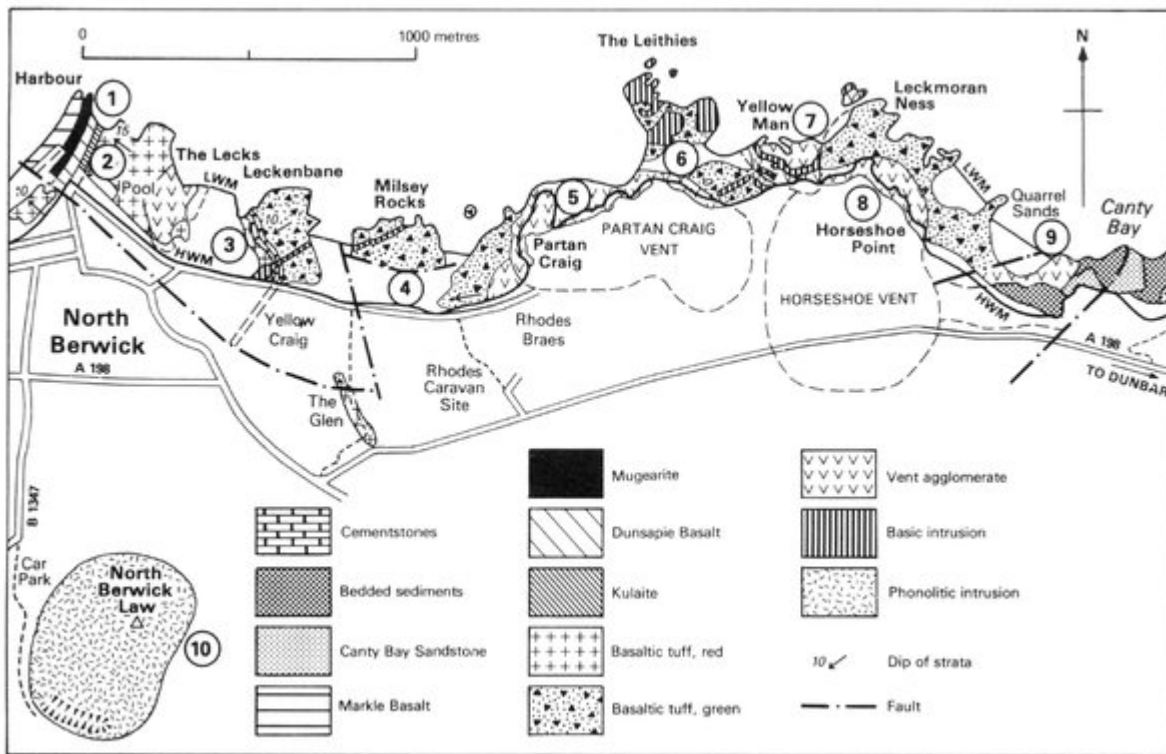 0
1000 metres
The Leithies
N
Harbour
1
15
2
The Lecks
LWM
Leckenbane
Pool
10
10
3
HWM
Milsey
Rocks
4
5
Partan
Craig
6
Yellow
Man
7
Leckmoran
Ness
PARTAN CRAIG
VENT
8
Horseshoe
Point
LWM
Quarrel
Sands
9
Canty
Bay
HORSESHOE VENT
HWM
A 198
TO DUNBAR
North
Berwick
A 198
Yellow
Craig
The
Glen
Rhodes
Braes
Rhodes
Caravan
Site
B 1347
Car
Park
North
Berwick
Law
10
Cementstones
Bedded sediments
Canty Bay Sandstone
Markle Basalt
Mugearite
Dunsapie Basalt
Kulaite
Basaltic tuff, red
Basaltic tuff, green
Vent agglomerate
Basic intrusion
Phonolitic intrusion
10 Dip of strata
Fault